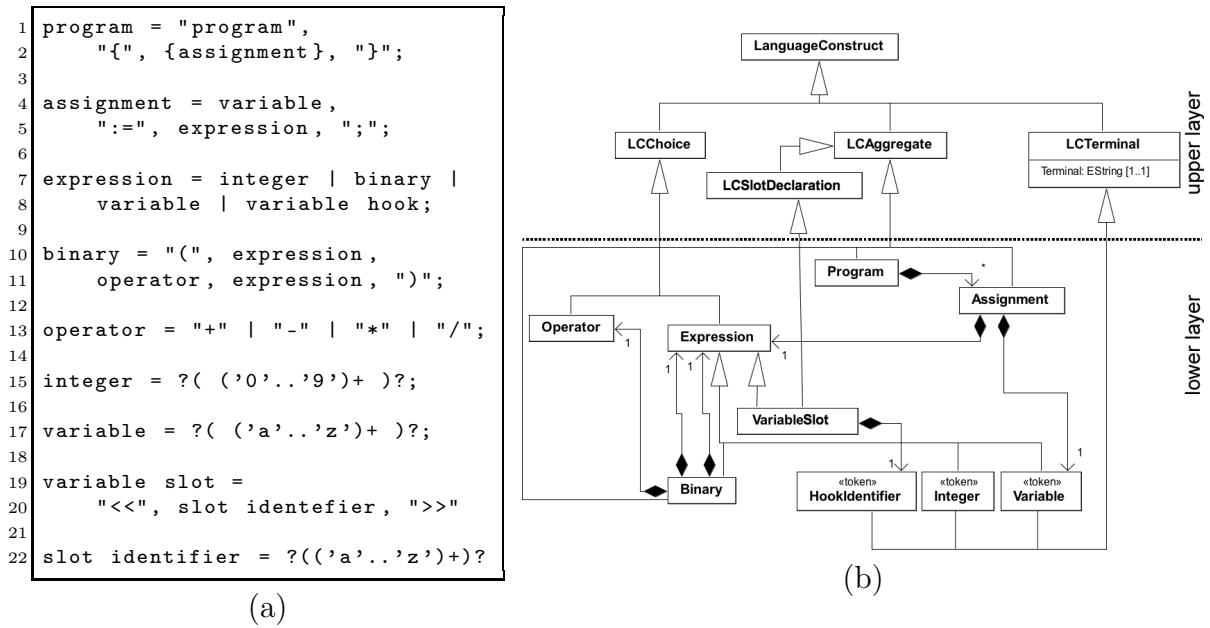 1 program = "program",
2 "{", {assignment}, "}";
3
4 assignment = variable,
5 ":=", expression, ";";
6
7 expression = integer | binary |
8 variable | variable hook;
9
10 binary = "(", expression,
11 operator, expression, ")";
12
13 operator = "+" | "-" | "*" | "/";
14
15 integer = ?( ('0'..'9')+ )?;
16
17 variable = ?( ('a'..'z')+ )?;
18
19 variable slot =
20 "<<", slot identefier, ">>"
21
22 slot identifier = ?(('a'..'z')+)?
(a)
LanguageConstruct
LCChoice
LCAggregate
LCTerminal
Terminal: EString [1..1]
LCSlotDeclaration
upper layer
Program
*
Assignment
Operator
1
Expression
1
1
1
lower layer
VariableSlot
1
1
Binary
«token»
HookIdentifier
«token»
Integer
«token»
Variable
(b)